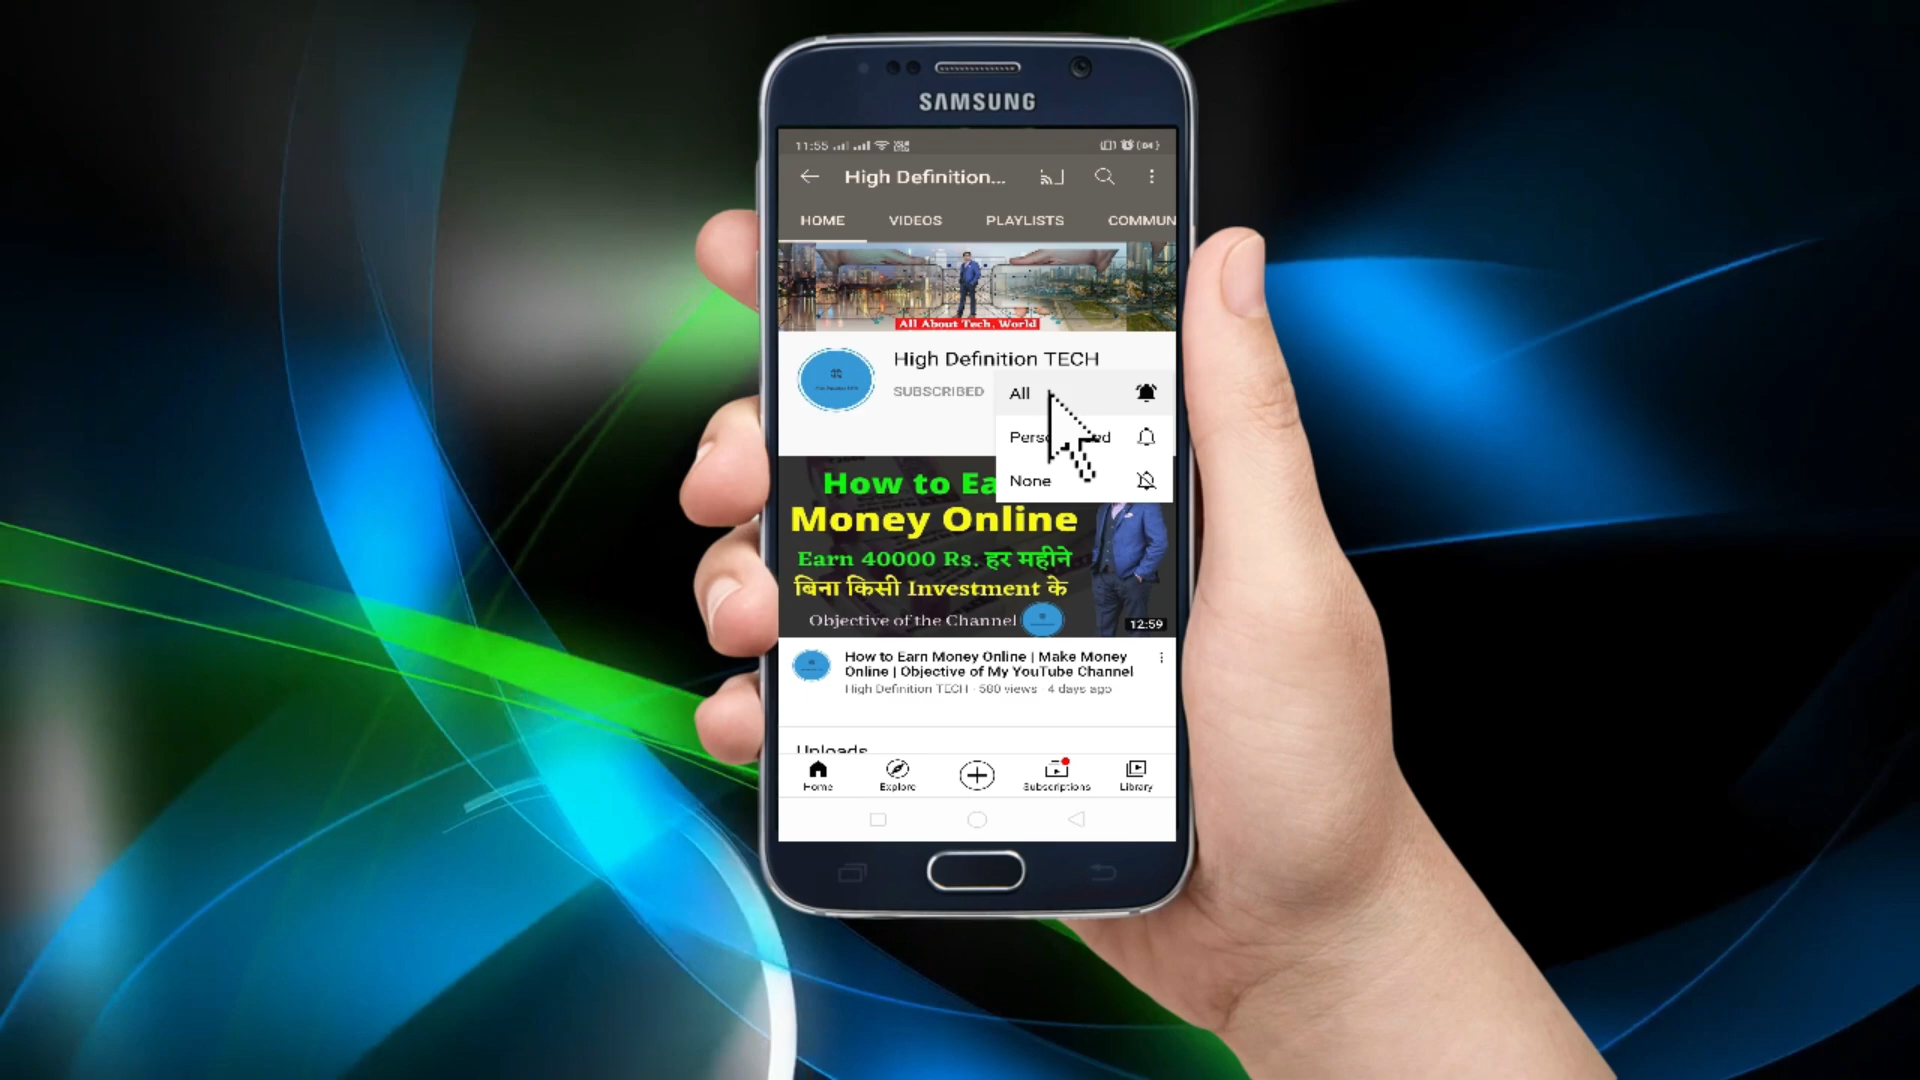 SAMSUNG
11:55
High Definition...
HOME VIDEOS PLAYLISTS COMMUN
All About Tech, World
High Definition TECH
SUBSCRIBED
All
None
How to Ea
Money Online
Earn 40000 Rs. हर महीने
बिना किसी Investment के
Objective of the Channel
12:59
How to Earn Money Online | Make Money
Online | Objective of My YouTube Channel
High Definition TECH · 580 views · 4 days ago
Uploads
Home Explore Subscriptions Library